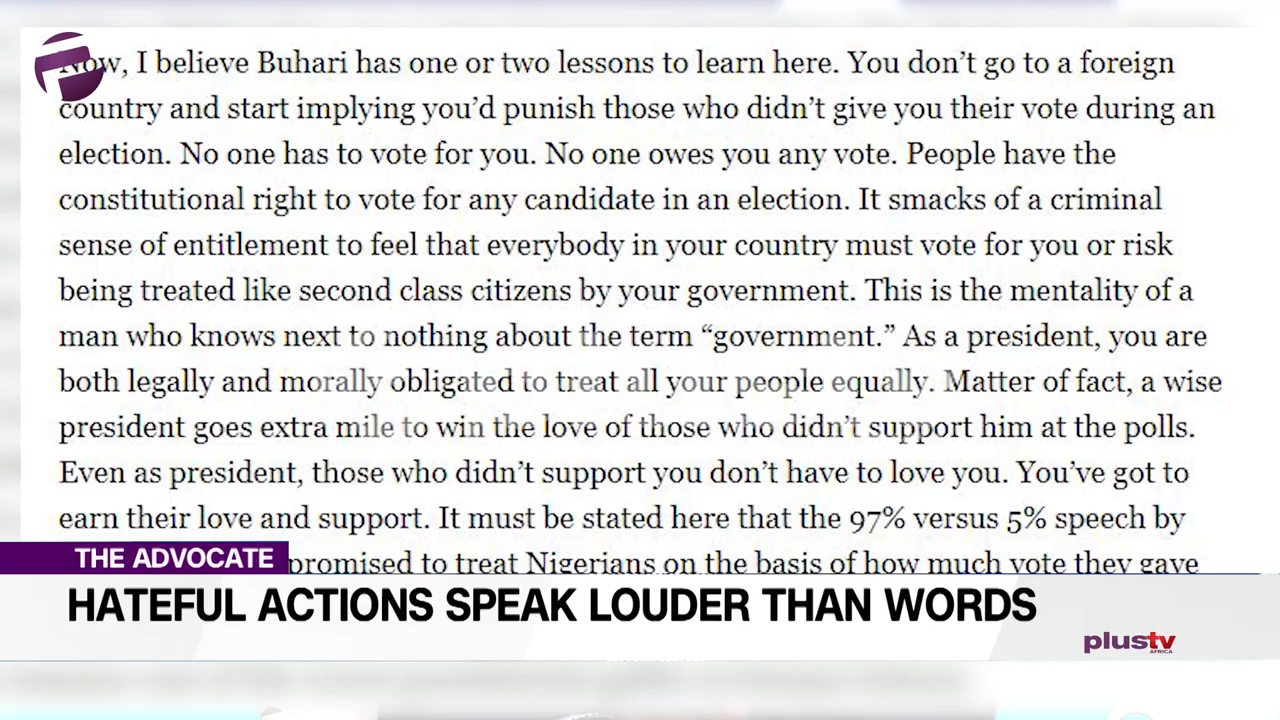 Now, I believe Buhari has one or two lessons to learn here. You don’t go to a foreign
country and start implying you’d punish those who didn’t give you their vote during an
election. No one has to vote for you. No one owes you any vote. People have the
constitutional right to vote for any candidate in an election. It smacks of a criminal
sense of entitlement to feel that everybody in your country must vote for you or risk
being treated like second class citizens by your government. This is the mentality of a
man who knows next to nothing about the term “government.” As a president, you are
both legally and morally obligated to treat all your people equally. Matter of fact, a wise
president goes extra mile to win the love of those who didn’t support him at the polls.
Even as president, those who didn’t support you don’t have to love you. You’ve got to
earn their love and support. It must be stated here that the 97% versus 5% speech by
promised to treat Nigerians on the basis of how much vote they gave
THE ADVOCATE
HATEFUL ACTIONS SPEAK LOUDER THAN WORDS
plustv
AFRICA